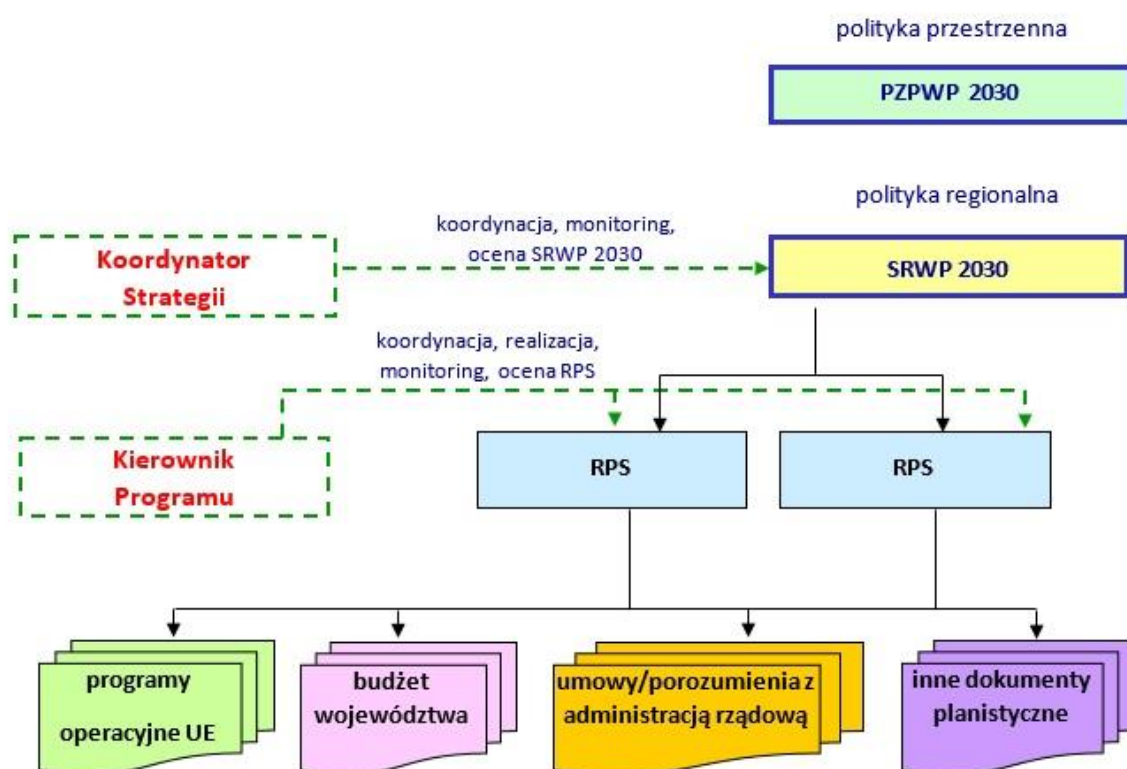 polityka przestrzenna
PZPWP 2030
polityka regionalna
koordynacja, monitoring,
ocena SRWP 2030
Koordynator
Strategii
SRWP 2030
koordynacja, realizacja,
monitoring, ocena RPS
Kierownik
Programu
RPS
RPS
programy
operacyjne UE
budżet
województwa
umowy/porozumienia z
administracją rządową
inne dokumenty
planistyczne